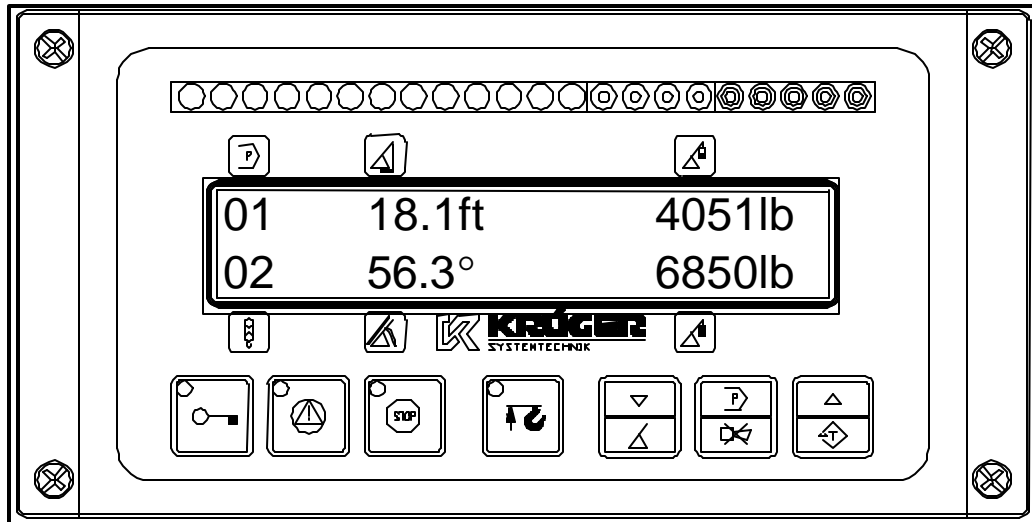 P
01 18.1ft 4051lb
02 56.3° 6850lb
K KRÜGER
SYSTEMTECHNIK
STOP P
T